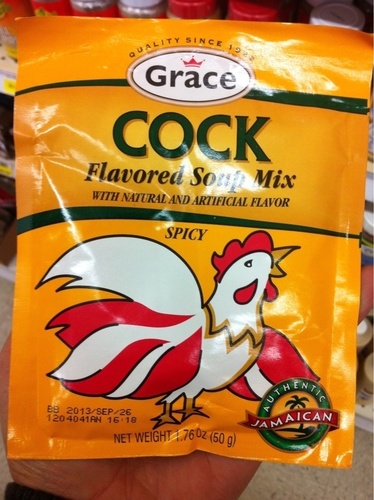 QUALITY SINCE 1922
Grace
COCK
Flavored Soup Mix
WITH NATURAL AND ARTIFICIAL FLAVOR
SPICY
BB 2013/SEP/26
1204041AN 16:18
NET WEIGHT 1.76 Oz (50 g)
AUTHENTIC
JAMAICAN